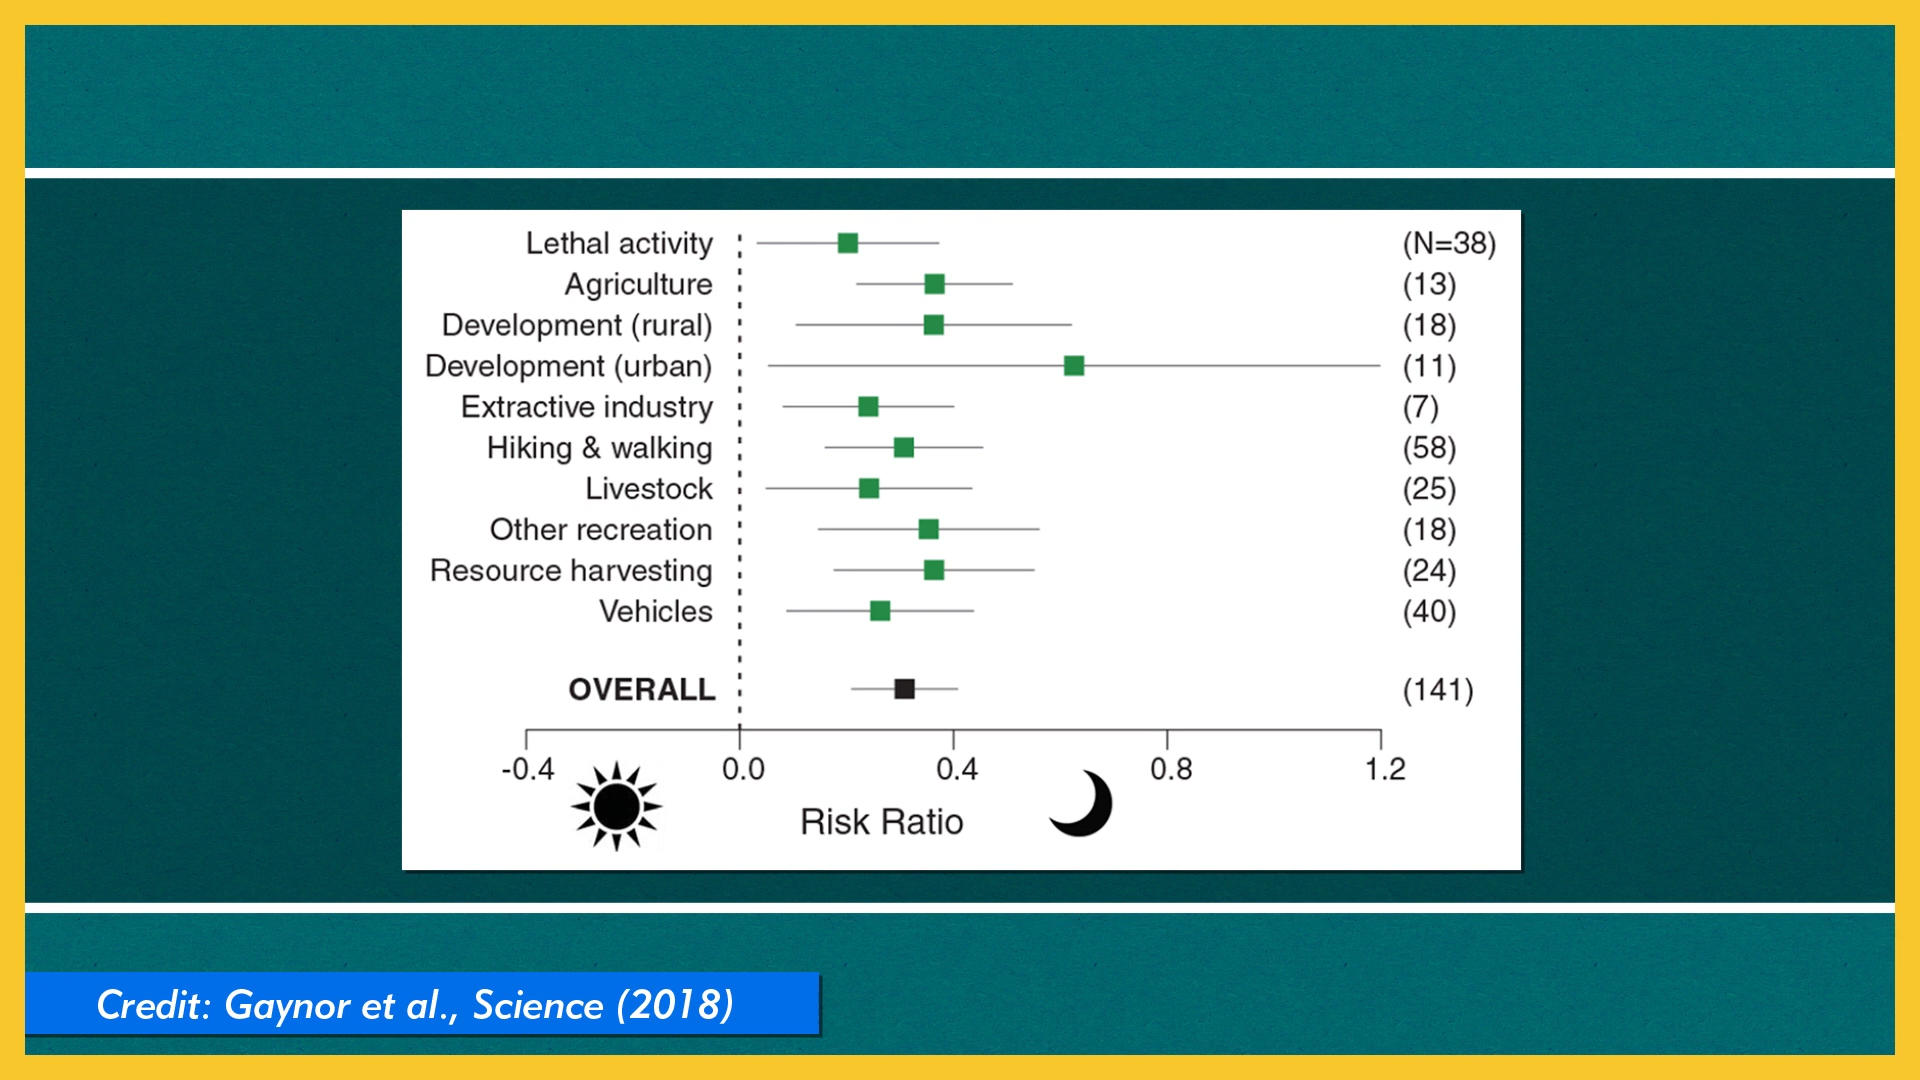 Lethal activity (N=38)
Agriculture (13)
Development (rural) (18)
Development (urban) (11)
Extractive industry (7)
Hiking & walking (58)
Livestock (25)
Other recreation (18)
Resource harvesting (24)
Vehicles (40)
OVERALL (141)
-0.4 0.0 0.4 0.8 1.2
Risk Ratio
Credit: Gaynor et al., Science (2018)